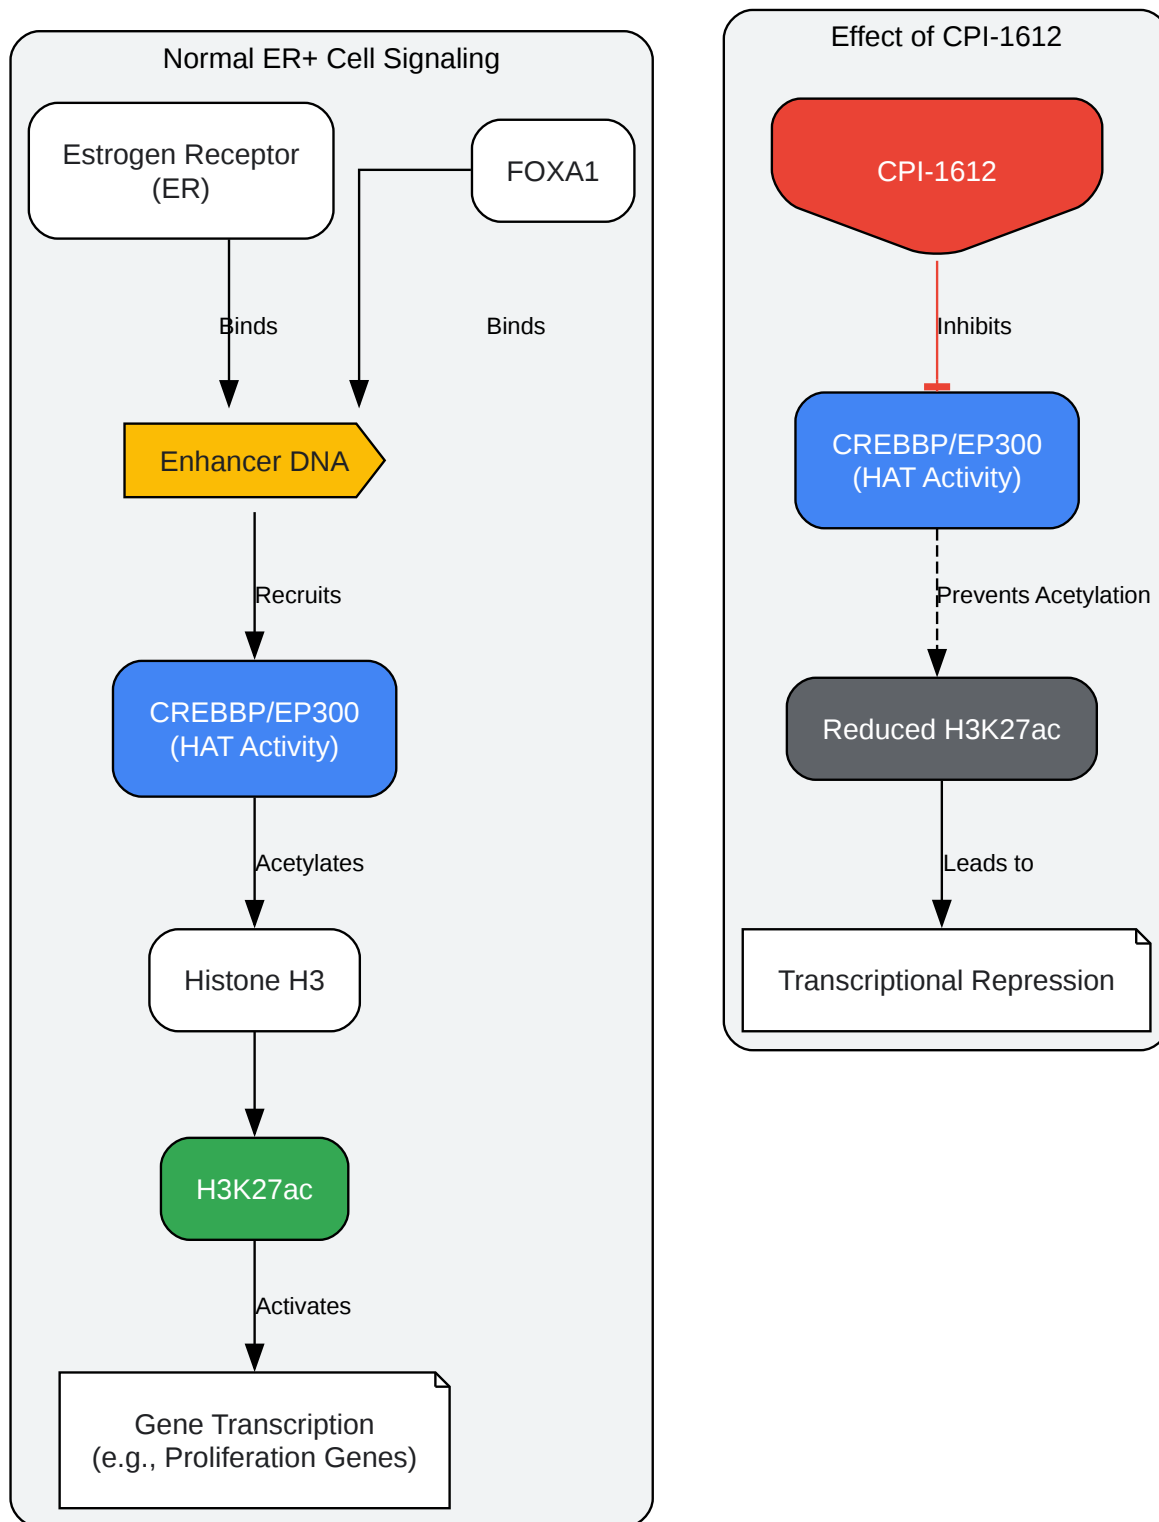 Normal ER+ Cell Signaling
Estrogen Receptor
(ER)
FOXA1
Binds
Binds
Enhancer DNA
Recruits
CREBBP/EP300
(HAT Activity)
Acetylates
Histone H3
H3K27ac
Activates
Gene Transcription
(e.g., Proliferation Genes)
Effect of CPI-1612
CPI-1612
Inhibits
CREBBP/EP300
(HAT Activity)
Prevents Acetylation
Reduced H3K27ac
Leads to
Transcriptional Repression